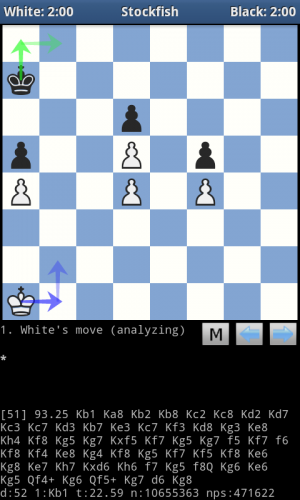 White: 2:00 Stockfish Black: 2:00
1. White's move (analyzing) M
*
[51] 93.25 Kb1 Ka8 Kb2 Kb8 Kc2 Kc8 Kd2 Kd7
Kc3 Kc7 Kd3 Kb7 Ke3 Kc7 Kf3 Kd8 Kg3 Ke8
Kh4 Kf8 Kg5 Kg7 Kxf5 Kf7 Kg5 Kg7 f5 Kf7 f6
Kf8 Kf4 Ke8 Kg4 Kf8 Kg5 Kf7 Kf5 Kf8 Ke6
Kg8 Ke7 Kh7 Kxd6 Kh6 f7 Kg5 f8Q Kg6 Ke6
Kg5 Qf4+ Kg6 Qf5+ Kg7 d6 Kg8
d:52 1:Kb1 t:22.59 n:10655363 nps:471622